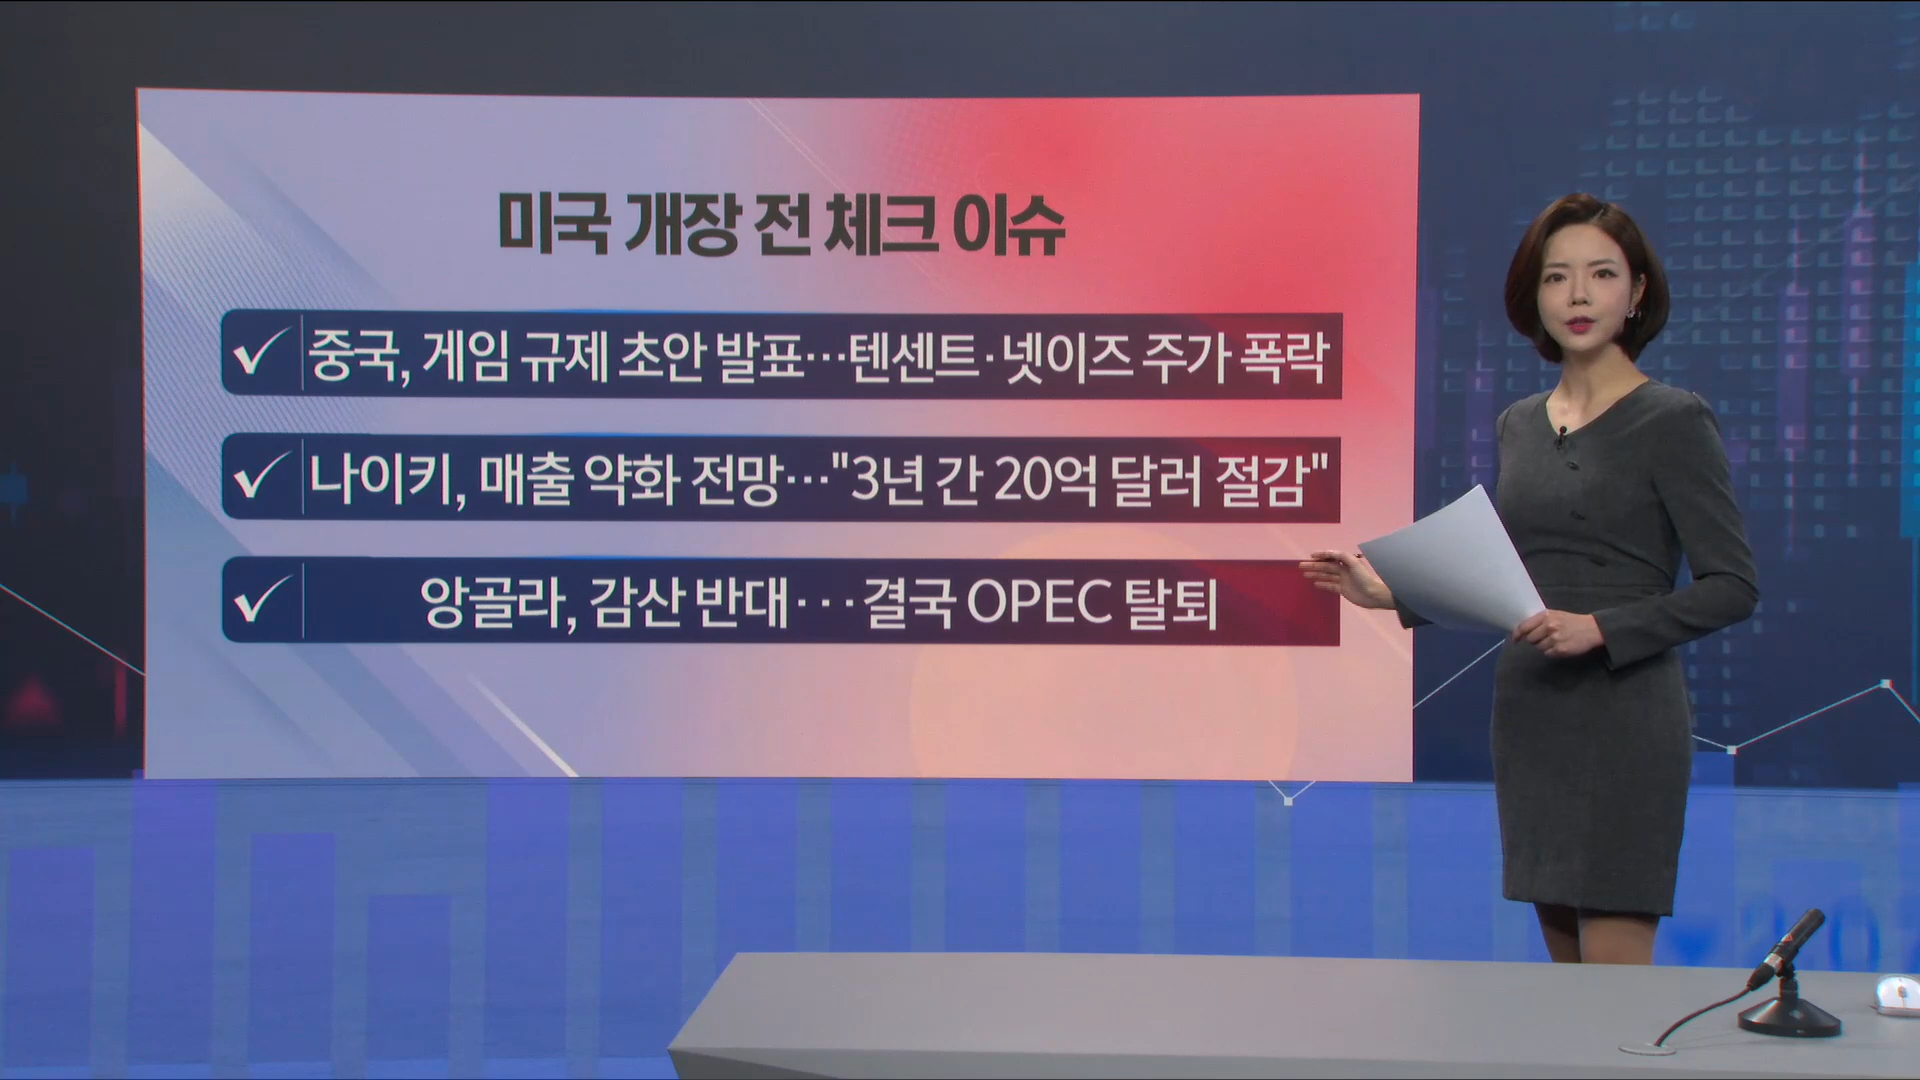 미국 개장 전 체크 이슈
중국, 게임 규제 초안 발표…텐센트·넷이즈 주가 폭락
나이키, 매출 약화 전망…"3년 간 20억 달러 절감"
앙골라, 감산 반대…결국 OPEC 탈퇴